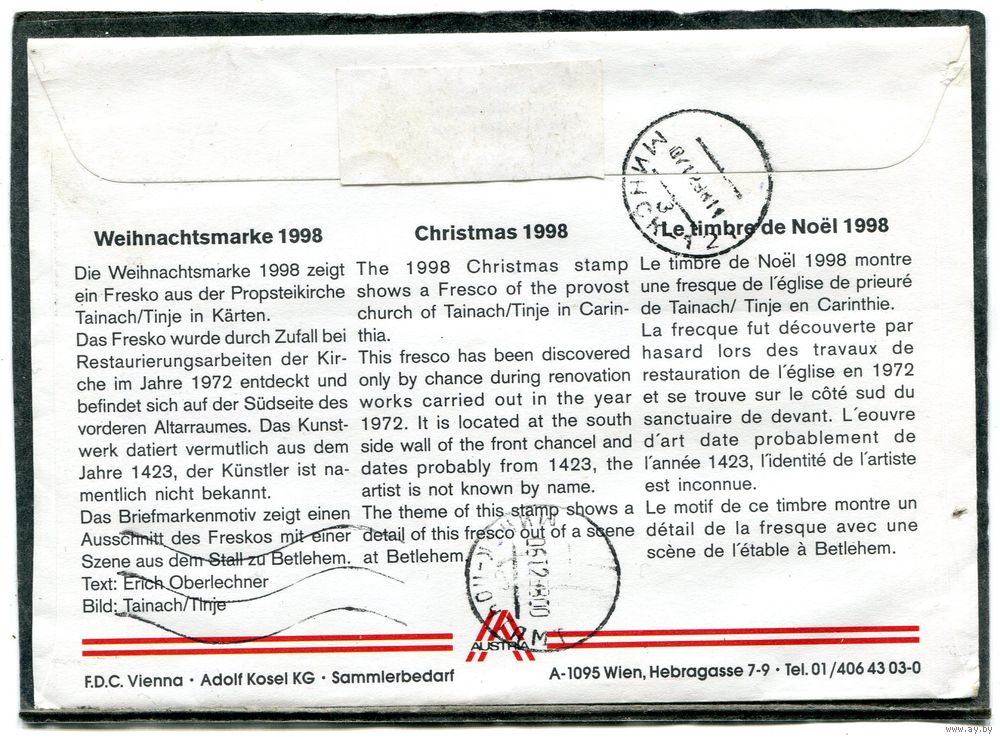 Weihnachtsmarke 1998
Die Weihnachtsmarke 1998 zeigt
ein Fresko aus der Propsteikirche
Tainach/Tinje in Kärten.
Das Fresko wurde durch Zufall bei
Restaurierungsarbeiten der Kir-
che im Jahre 1972 entdeckt und
befindet sich auf der Südseite des
vorderen Altarraumes. Das Kunst-
werk datiert vermutlich aus dem
Jahre 1423, der Künstler ist na-
mentlich nicht bekannt.
Das Briefmarkenmotiv zeigt einen
Ausschnitt des Freskos mit einer
Szene aus dem Stall zu Betlehem.
Text: Erich Oberlechner
Bild: Tainach/Tinje
Christmas 1998
The 1998 Christmas stamp
shows a Fresco of the provost
church of Tainach/Tinje in Carin-
thia.
This fresco has been discovered
only by chance during renovation
works carried out in the year
1972. It is located at the south
side wall of the front chancel and
dates probably from 1423, the
artist is not known by name.
The theme of this stamp shows a
detail of this fresco out of a scene
at Betlehem.
Le timbre de Noël 1998
Le timbre de Noël 1998 montre
une fresque de l´église de prieuré
de Tainach/ Tinje en Carinthie.
La frecque fut découverte par
hasard lors des travaux de
restauration de l´église en 1972
et se trouve sur le côté sud du
sanctuaire de devant. L´eouvre
d´art date probablement de
l´année 1423, l´identité de l´artiste
est inconnue.
Le motif de ce timbre montre un
détail de la fresque avec une
scène de l´étable à Betlehem.
МИНСК-12
3
AUSTRIA
F.D.C. Vienna · Adolf Kosel KG · Sammlerbedarf
A-1095 Wien, Hebragasse 7-9 · Tel. 01/406 43 03-0
www.ay.by